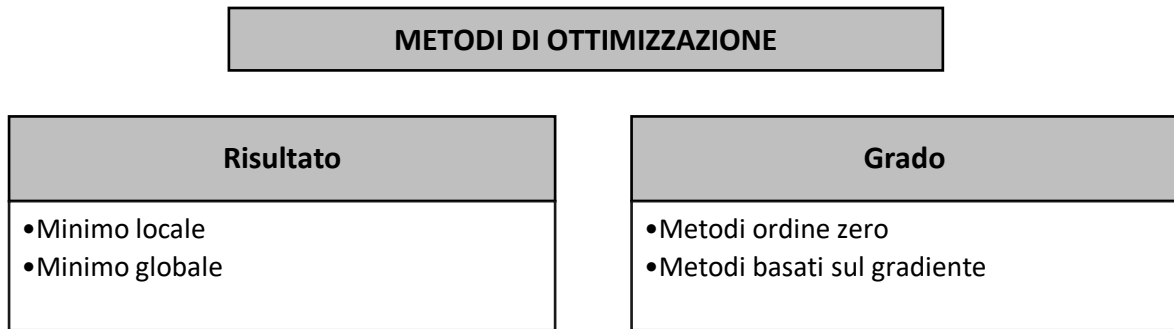 METODI DI OTTIMIZZAZIONE
Risultato
•Minimo locale
•Minimo globale
Grado
•Metodi ordine zero
•Metodi basati sul gradiente